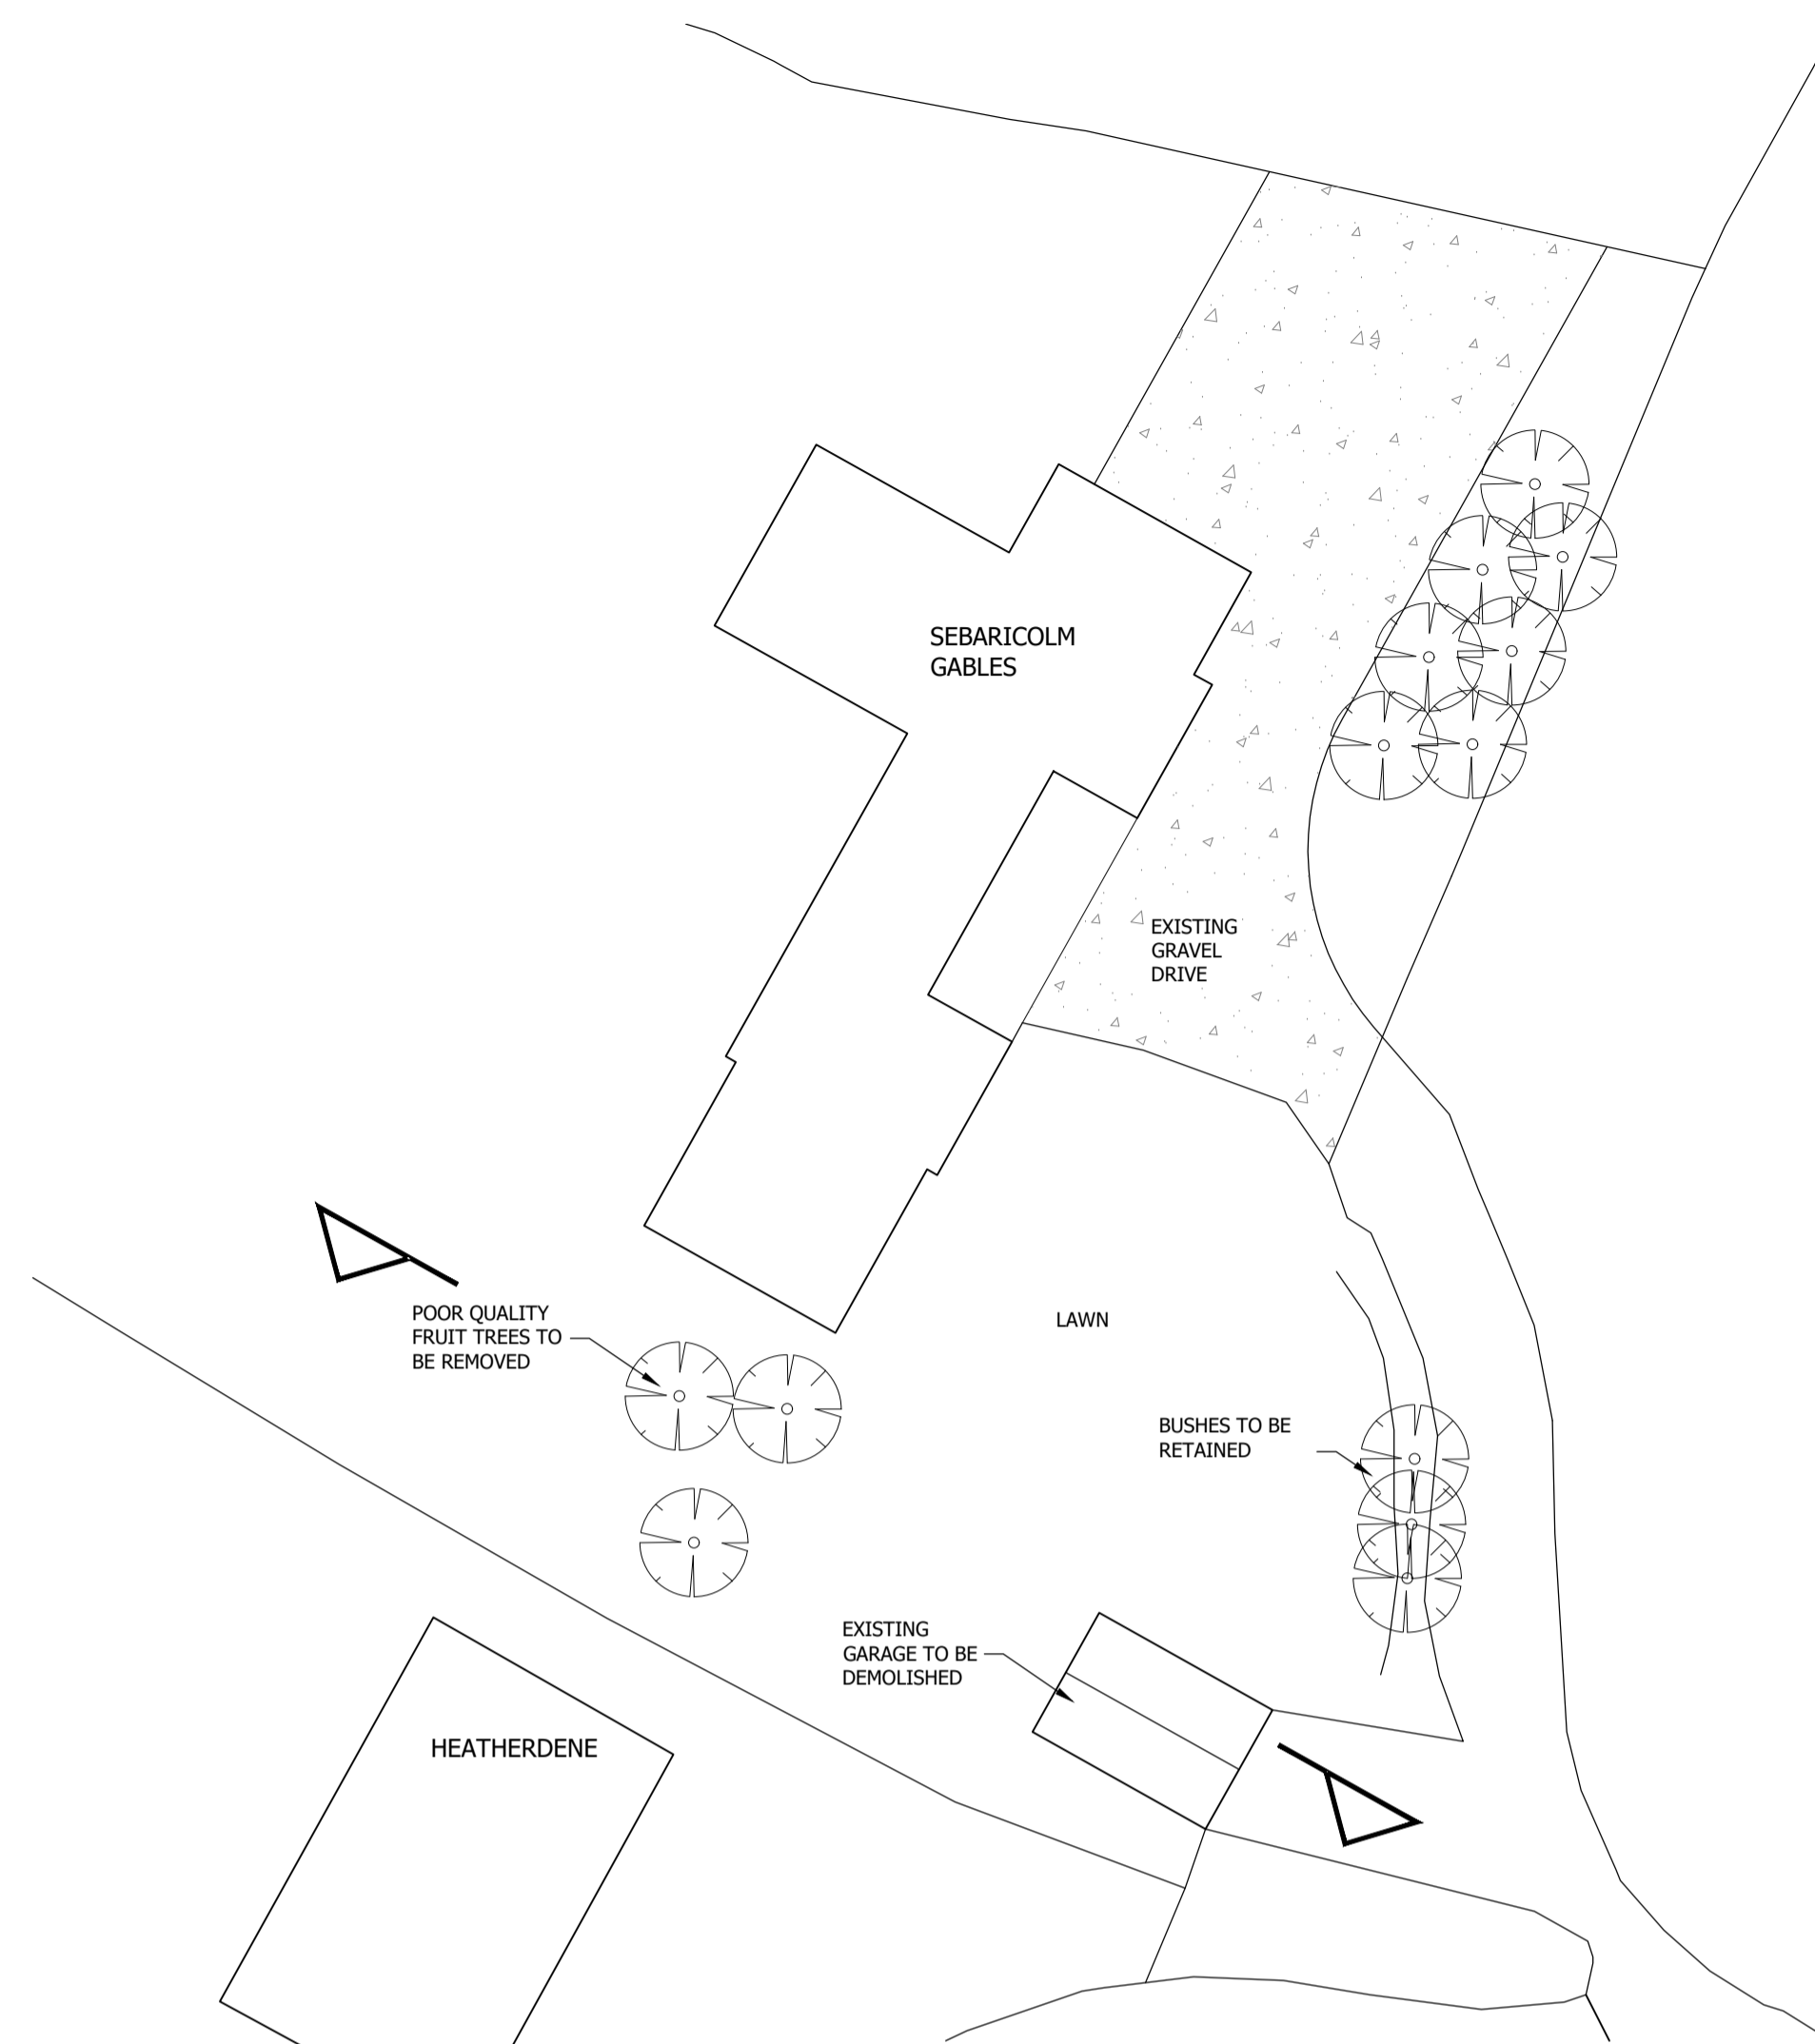 SEBARICOLM
GABLES
EXISTING
GRAVEL
DRIVE
POOR QUALITY
FRUIT TREES TO
BE REMOVED
LAWN
BUSHES TO BE
RETAINED
EXISTING
GARAGE TO BE
DEMOLISHED
HEATHERDENE